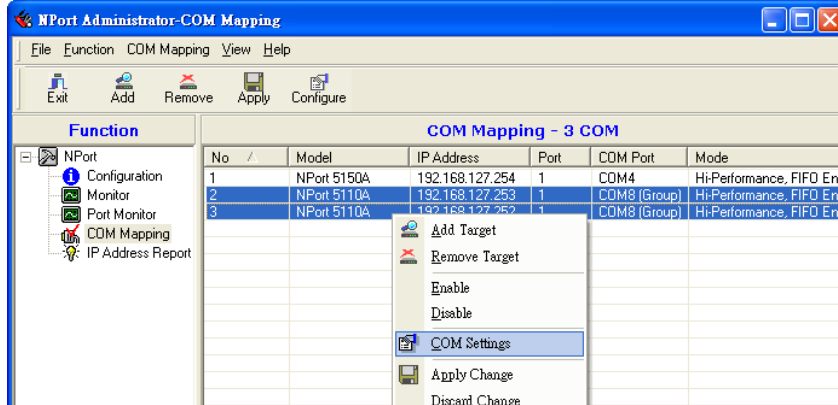 NPort Administrator-COM Mapping
File Function COM Mapping View Help
Exit Add Remove Apply Configure
Function
COM Mapping - 3 COM
NPort
Configuration
Monitor
Port Monitor
COM Mapping
IP Address Report
No Model IP Address Port COM Port Mode
1 NPort 5150A 192.168.127.254 1 COM4 Hi-Performance, FIFO En
2 NPort 5110A 192.168.127.253 1 COM8 (Group) Hi-Performance, FIFO En
3 NPort 5110A 192.168.127.252 1 COM8 (Group) Hi-Performance, FIFO En
Add Target
Remove Target
Enable
Disable
COM Settings
Apply Change
Discard Change